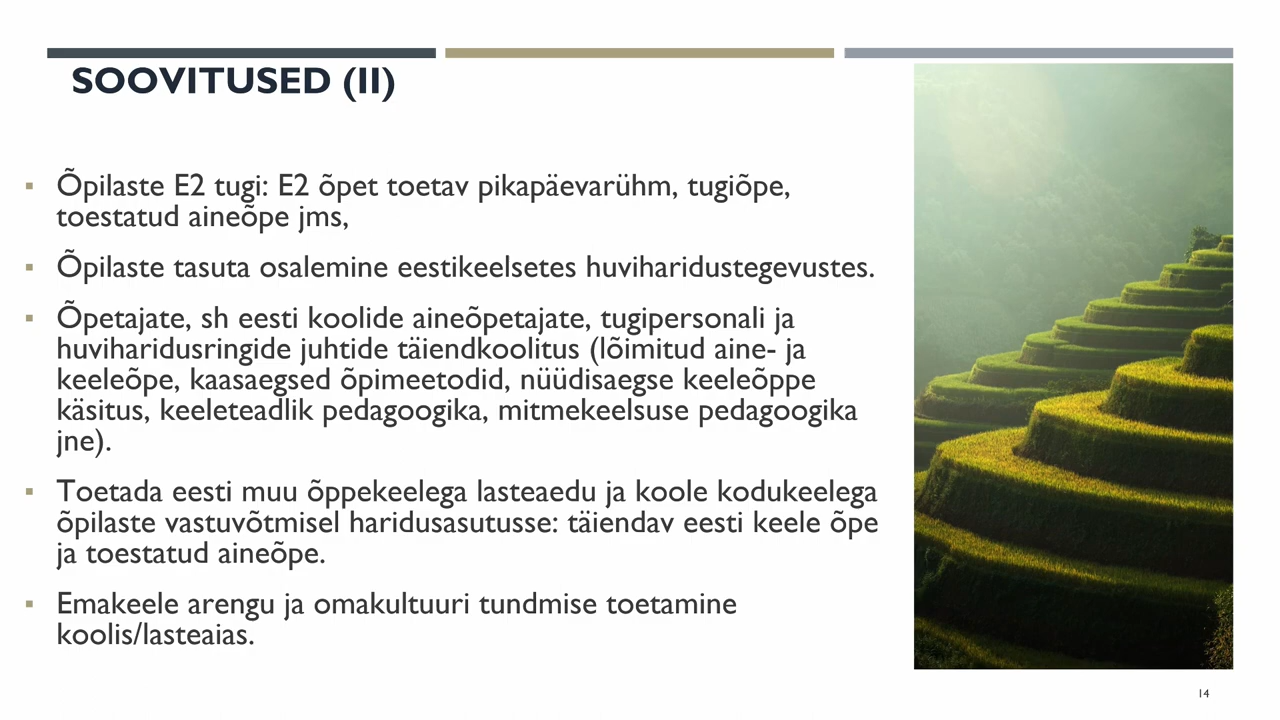 SOOVITUSED (II)
▪ Õpilaste E2 tugi: E2 õpet toetav pikapäevarühm, tugiõpe,
toestatud aineõpe jms,
▪ Õpilaste tasuta osalemine eestikeelsetes huviharidustegevustes.
▪ Õpetajate, sh eesti koolide aineõpetajate, tugipersonali ja
huviharidusringide juhtide täiendkoolitus (lõimitud aine- ja
keeleõpe, kaasaegsed õpimeetodid, nüüdisaegse keeleõppe
käsitus, keeleteadlik pedagoogika, mitmekeelsuse pedagoogika
jne).
▪ Toetada eesti muu õppekeelega lasteaedu ja koole kodukeelega
õpilaste vastuvõtmisel haridusasutusse: täiendav eesti keele õpe
ja toestatud aineõpe.
▪ Emakeele arengu ja omakultuuri tundmise toetamine
koolis/lasteaias.
14